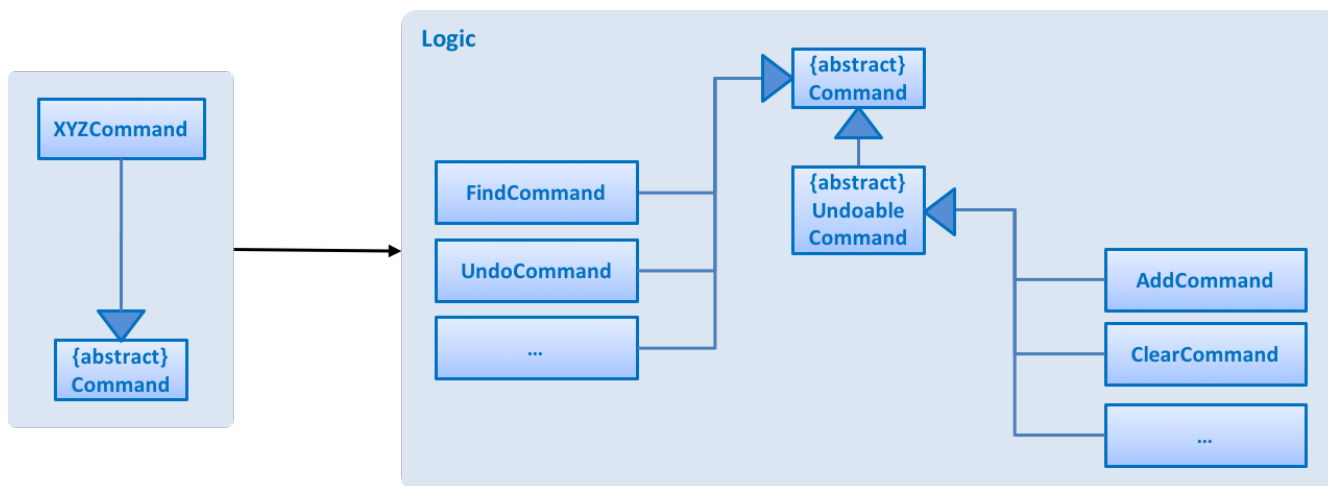 XYZCommand
{abstract}
Command
Logic
{abstract}
Command
FindCommand
UndoCommand
...
{abstract}
Undoable
Command
AddCommand
ClearCommand
...